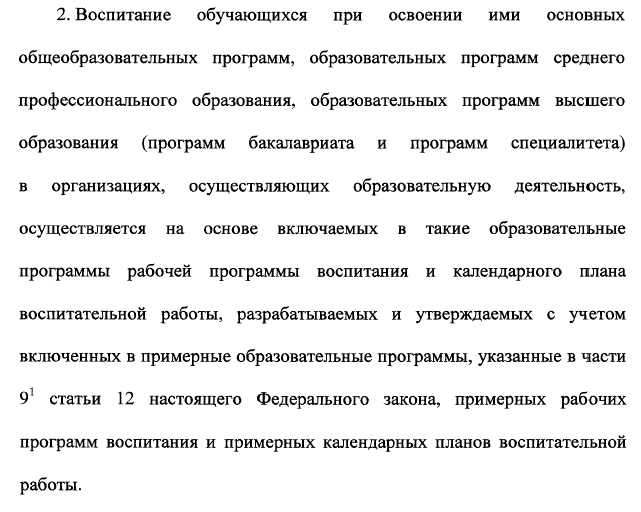 2. Воспитание обучающихся при освоении ими основных
общеобразовательных программ, образовательных программ среднего
профессионального образования, образовательных программ высшего
образования (программ бакалавриата и программ специалитета)
в организациях, осуществляющих образовательную деятельность,
осуществляется на основе включаемых в такие образовательные
программы рабочей программы воспитания и календарного плана
воспитательной работы, разрабатываемых и утверждаемых с учетом
включенных в примерные образовательные программы, указанные в части
9¹ статьи 12 настоящего Федерального закона, примерных рабочих
программ воспитания и примерных календарных планов воспитательной
работы.